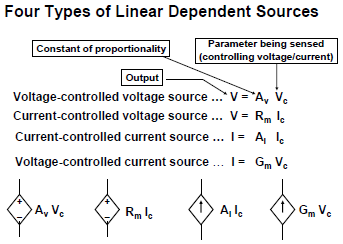 Four Types of Linear Dependent Sources
Parameter being sensed
(controlling voltage/current)
Constant of proportionality
Output
Voltage-controlled voltage source ... V = Av Vc
Current-controlled voltage source ... V = Rm Ic
Current-controlled current source ... I = AI Ic
Voltage-controlled current source ... I = Gm Vc
+ − Av Vc + − Rm Ic AI Ic Gm Vc